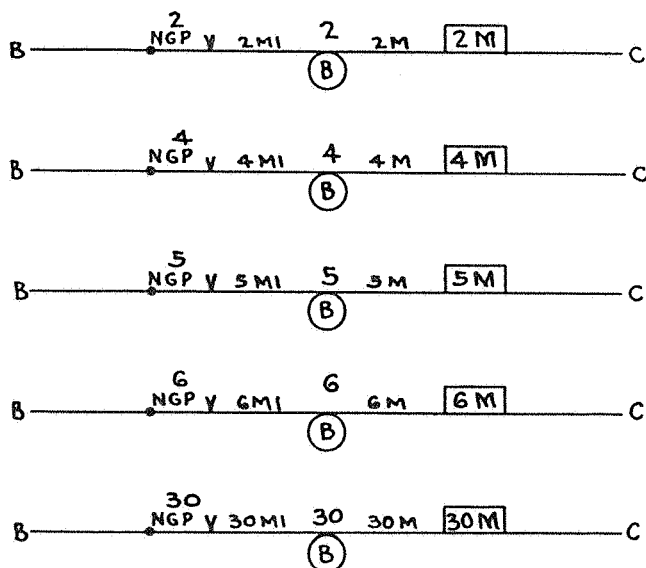 2 2
B NGP V 2MI 2M 2M C
B
4 4
B NGP V 4MI 4M 4M C
B
5 5
B NGP V 5MI 5M 5M C
B
6 6
B NGP V 6MI 6M 6M C
B
30 30
B NGP V 30MI 30M 30M C
B